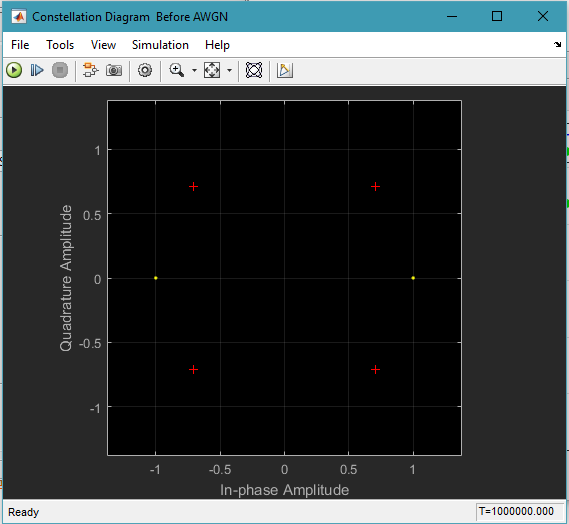 Constellation Diagram  Before AWGN
File Tools View Simulation Help
1
0.5
0
-0.5
-1
Quadrature Amplitude
-1 -0.5 0 0.5 1
In-phase Amplitude
Ready T=1000000.000